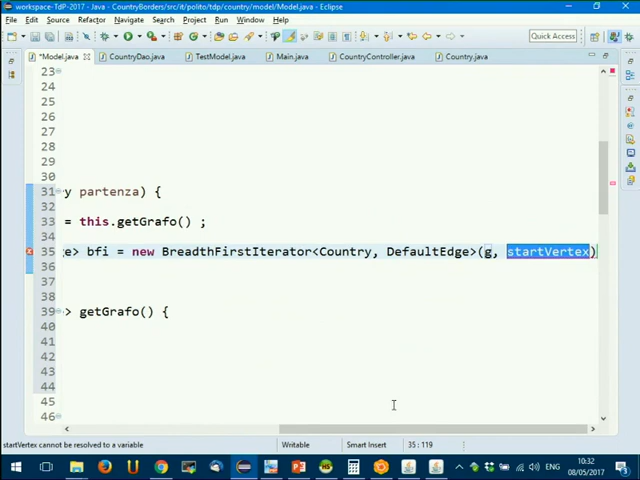 workspace-TdP-2017 - Java - CountryBorders/src/it/polito/tdp/country/model/Model.java - Eclipse
File Edit Source Refactor Navigate Search Project Run Window Help
Quick Access
*Model.java CountryDao.java TestModel.java Main.java CountryController.java Country.java
23
24
25
26
27
28
29
30
31 y partenza) {
32
33 = this.getGrafo() ;
34
35 e> bfi = new BreadthFirstIterator<Country, DefaultEdge>(g, startVertex)
36
37
38
39 > getGrafo() {
40
41
42
43
44
45
46
startVertex cannot be resolved to a variable Writable Smart Insert 35 : 119
10:32
08/05/2017